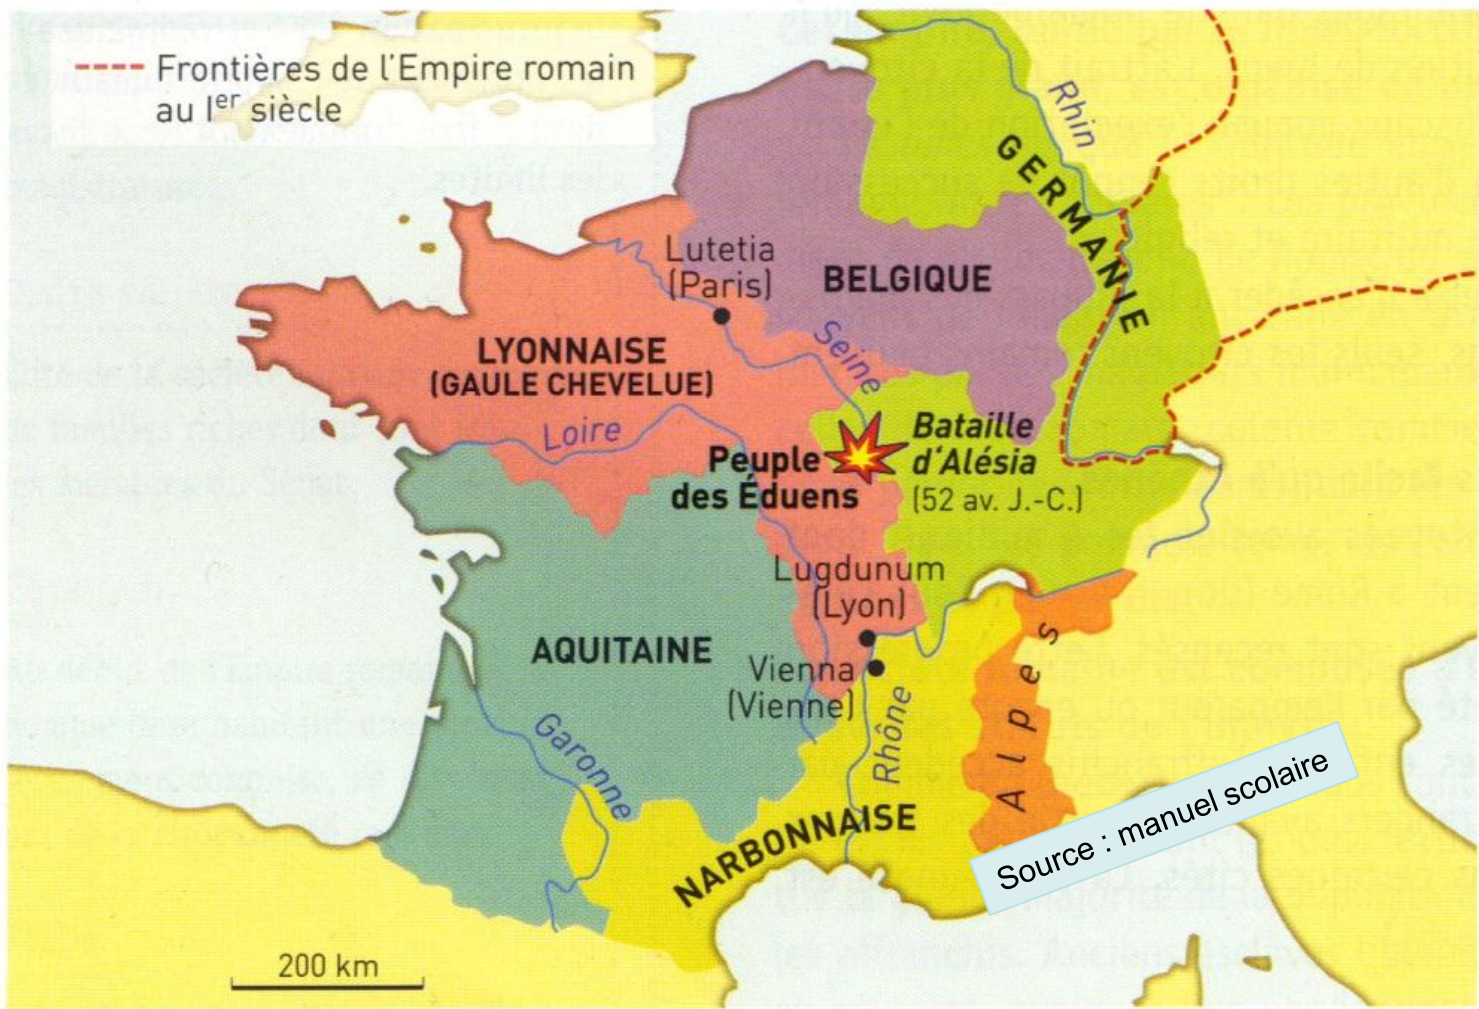 Frontières de l'Empire romain
au Ier siècle
Rhin
GERMANIE
Lutetia
(Paris)
BELGIQUE
Seine
LYONNAISE
(GAULE CHEVELUE)
Loire
Bataille
d'Alésia
(52 av. J.-C.)
Peuple
des Éduens
Lugdunum
(Lyon)
AQUITAINE
Vienna
(Vienne)
Alpes
Garonne
Rhône
NARBONNAISE
Source : manuel scolaire
200 km